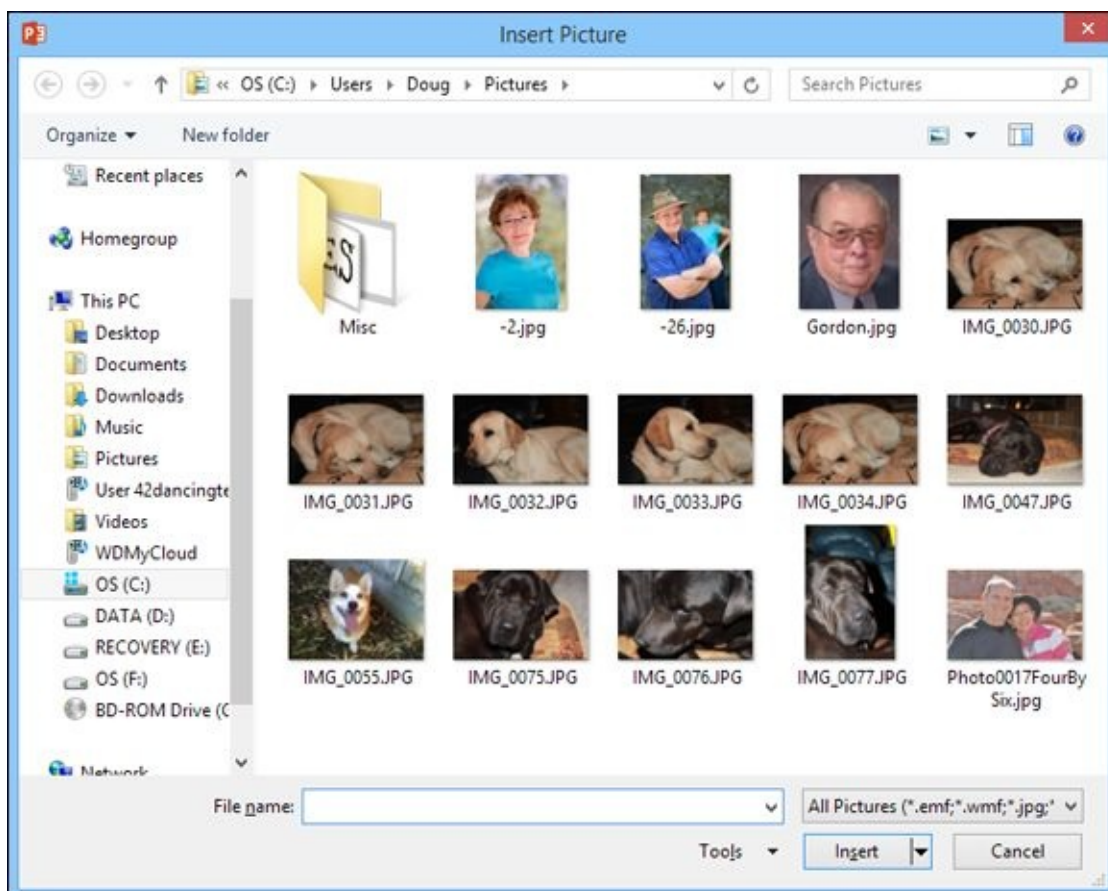 Insert Picture
« OS (C:) Users Doug Pictures
Search Pictures
Organize
New folder
Recent places
Homegroup
This PC
Desktop
Documents
Downloads
Music
Pictures
User 42dancingte
Videos
WDMyCloud
OS (C:)
DATA (D:)
RECOVERY (E:)
OS (F:)
BD-ROM Drive (
Network
Misc
-2.jpg
-26.jpg
Gordon.jpg
IMG_0030.JPG
IMG_0031.JPG
IMG_0032.JPG
IMG_0033.JPG
IMG_0034.JPG
IMG_0047.JPG
IMG_0055.JPG
IMG_0075.JPG
IMG_0076.JPG
IMG_0077.JPG
Photo0017FourBy
Six.jpg
File name:
All Pictures (*.emf;*.wmf;*.jpg;*
Tools
Insert
Cancel